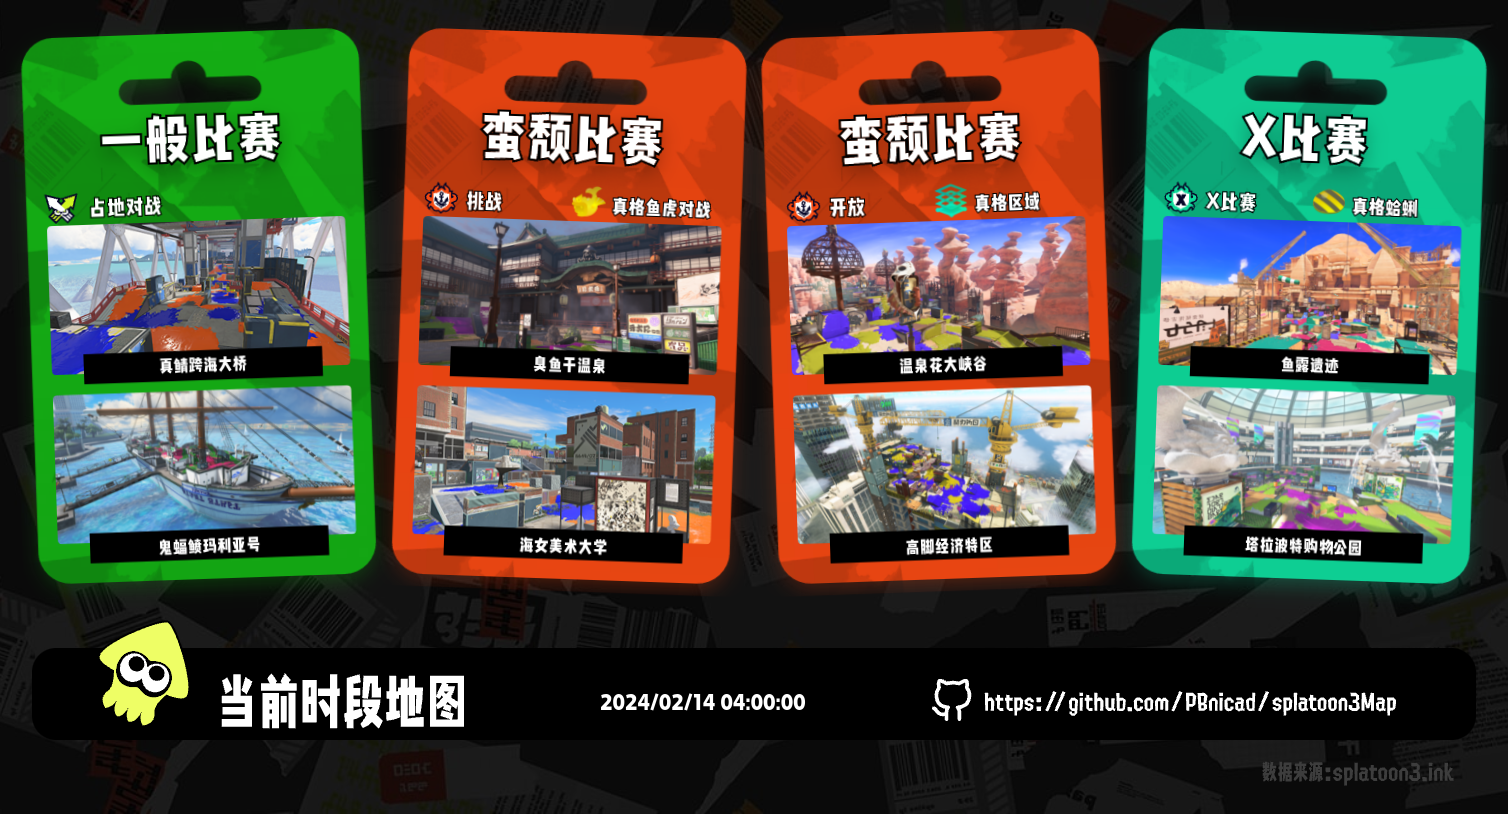 一般比赛
占地对战
真鲭跨海大桥
鬼蝠鲼玛利亚号
蛮颓比赛
挑战
真格鱼虎对战
臭鱼干温泉
海女美术大学
蛮颓比赛
开放
真格区域
温泉花大峡谷
高脚经济特区
X比赛
X比赛
真格蛤蜊
鱼露遗迹
塔拉波特购物公园
当前时段地图
2024/02/14 04:00:00
https://github.com/PBnicad/splatoon3Map
数据来源:splatoon3.ink